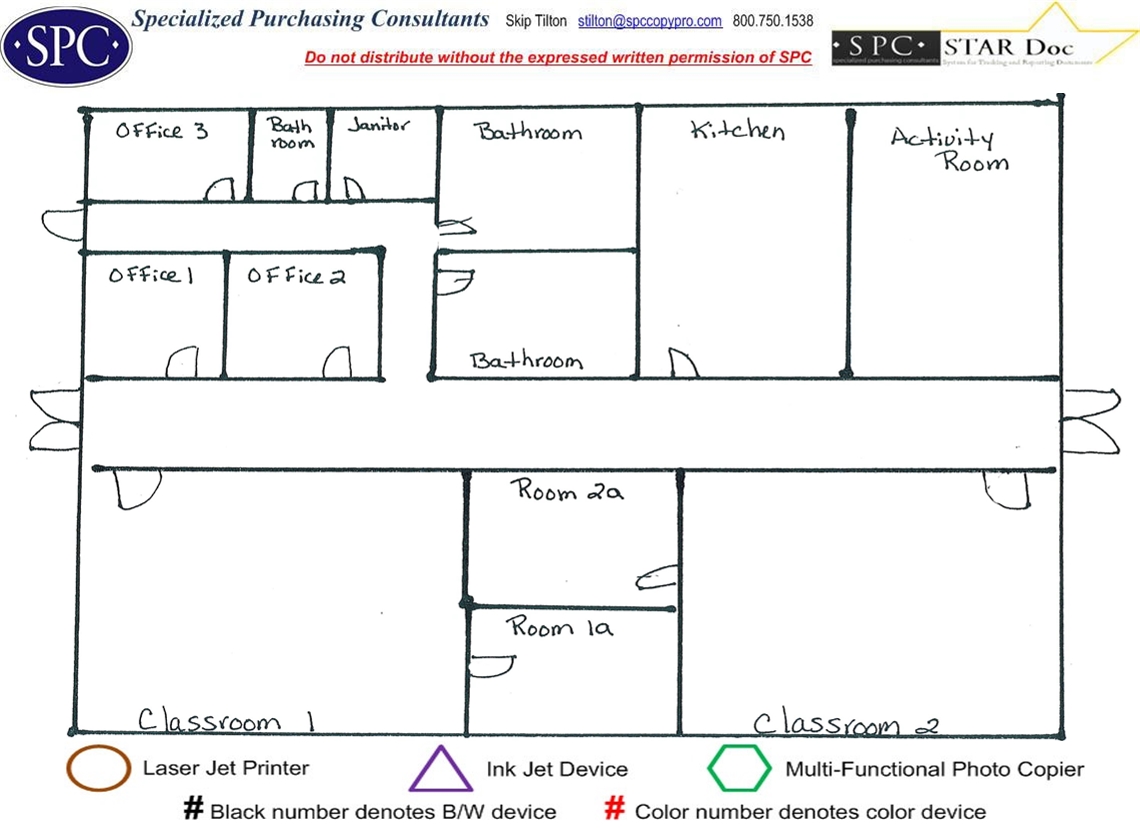 ·SPC·
Specialized Purchasing Consultants Skip Tilton stilton@spccopypro.com 800.750.1538
Do not distribute without the expressed written permission of SPC
·SPC· STAR Doc
specialized purchasing consultants System for Tracking and Reporting Documents
Office 3
Bath
room
Janitor
Bathroom
Kitchen
Activity
Room
Office 1
Office 2
Bathroom
Room 2a
Room 1a
Classroom 1
Classroom 2
Laser Jet Printer
Ink Jet Device
Multi-Functional Photo Copier
# Black number denotes B/W device
# Color number denotes color device